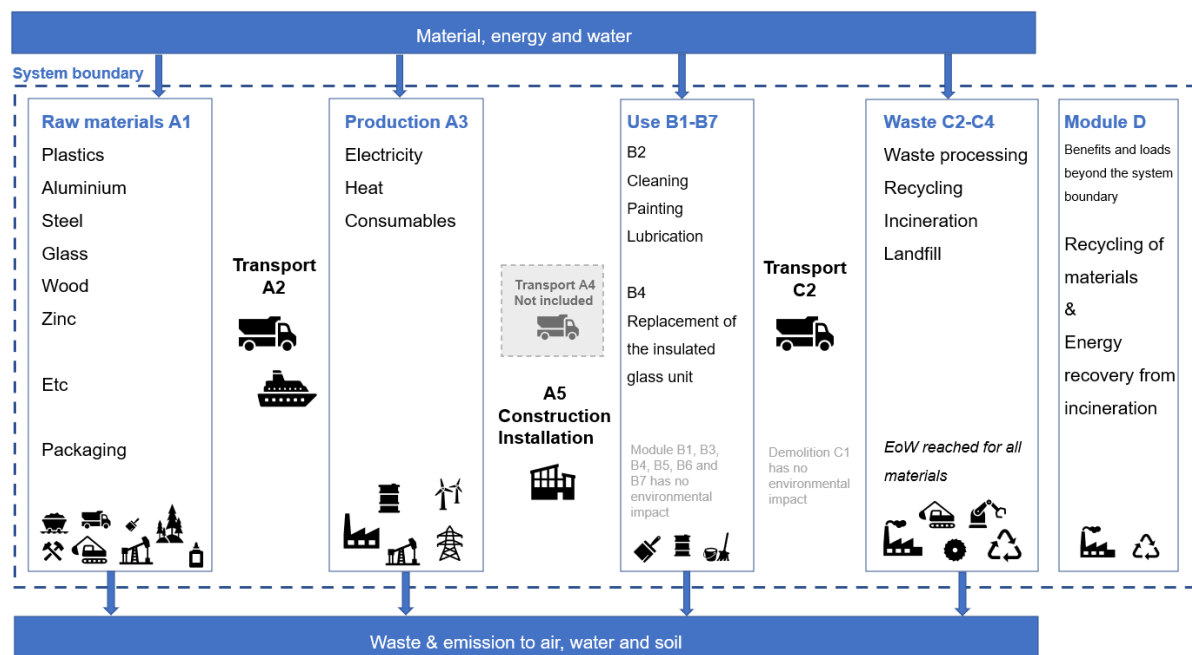 Material, energy and water
System boundary
Raw materials A1
Plastics
Aluminium
Steel
Glass
Wood
Zinc
Etc
Packaging
Transport
A2
Production A3
Electricity
Heat
Consumables
Transport A4
Not included
A5
Construction
Installation
Use B1-B7
B2
Cleaning
Painting
Lubrication
B4
Replacement of
the insulated
glass unit
Module B1, B3,
B4, B5, B6 and
B7 has no
environmental
impact
Transport
C2
Demolition C1
has no
environmental
impact
Waste C2-C4
Waste processing
Recycling
Incineration
Landfill
EoW reached for all
materials
Module D
Benefits and loads
beyond the system
boundary
Recycling of
materials
&
Energy
recovery from
incineration
Waste & emission to air, water and soil